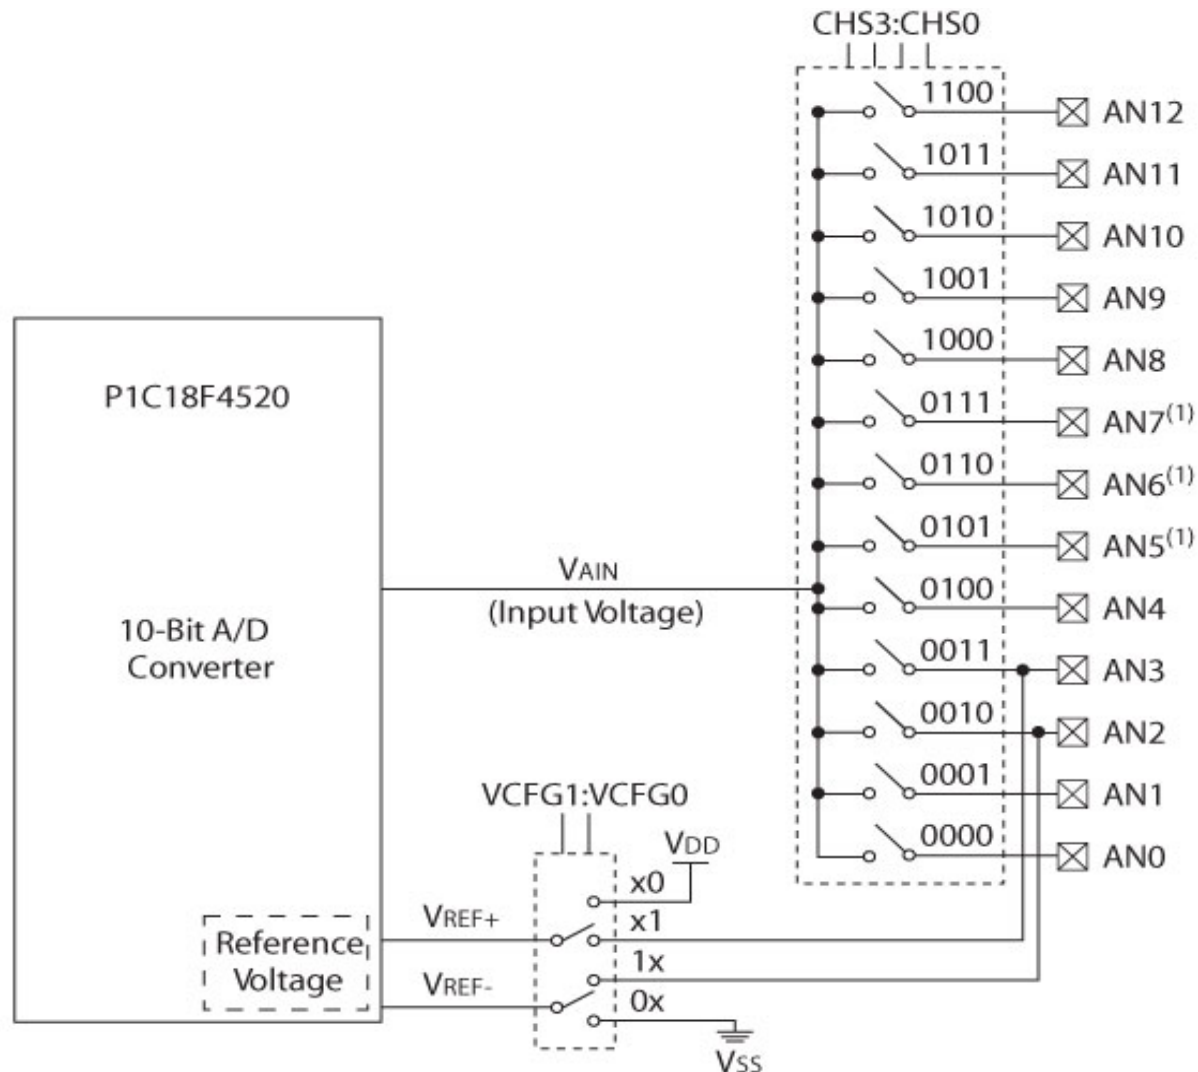 CHS3:CHS0
1100 AN12
1011 AN11
1010 AN10
1001 AN9
1000 AN8
P1C18F4520
0111 AN7(1)
0110 AN6(1)
0101 AN5(1)
VAIN
(Input Voltage)
0100 AN4
10-Bit A/D
Converter
0011 AN3
0010 AN2
0001 AN1
VCFG1:VCFG0
VDD
0000 AN0
x0
VREF+
x1
Reference
Voltage
1x
VREF-
0x
VSS